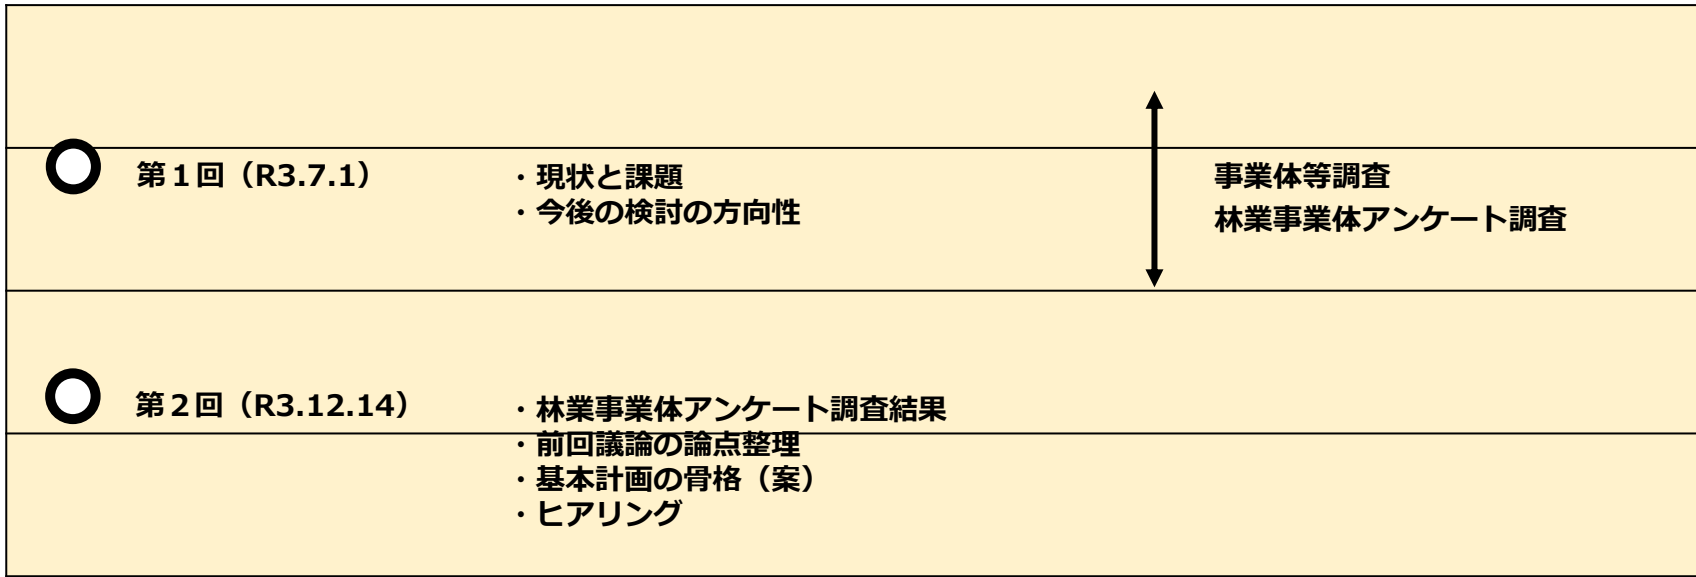 第１回（R3.7.1）
・現状と課題
・今後の検討の方向性
事業体等調査
林業事業体アンケート調査
第２回（R3.12.14）
・林業事業体アンケート調査結果
・前回議論の論点整理
・基本計画の骨格（案）
・ヒアリング